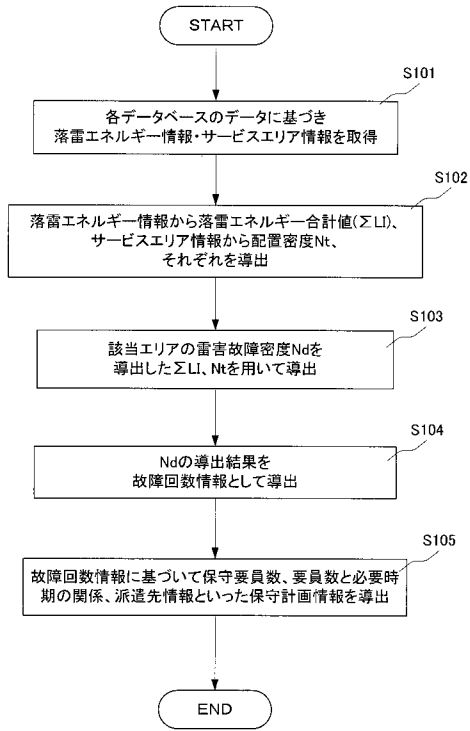 START
S101
各データベースのデータに基づき
落雷エネルギー情報・サービスエリア情報を取得
S102
落雷エネルギー情報から落雷エネルギー合計値(ΣLI)、
サービスエリア情報から配置密度Nt、
それぞれを導出
S103
該当エリアの雷害故障密度Ndを
導出したΣLI、Ntを用いて導出
S104
Ndの導出結果を
故障回数情報として導出
S105
故障回数情報に基づいて保守要員数、要員数と必要時
期の関係、派遣先情報といった保守計画情報を導出
END